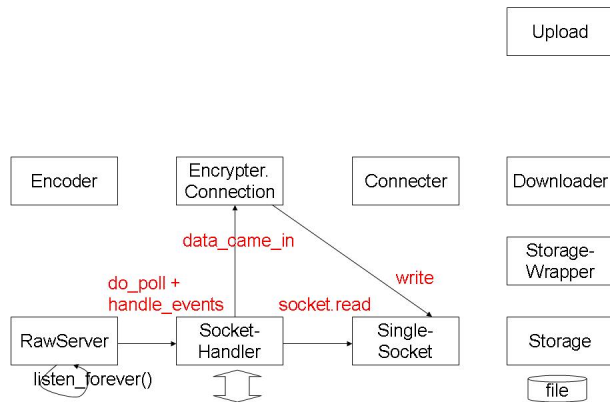 Upload
Encoder
Encrypter.
Connection
Connecter
Downloader
data_came_in
Storage-
Wrapper
do_poll +
handle_events
socket.read
write
RawServer
Socket-
Handler
Single-
Socket
Storage
listen_forever()
file